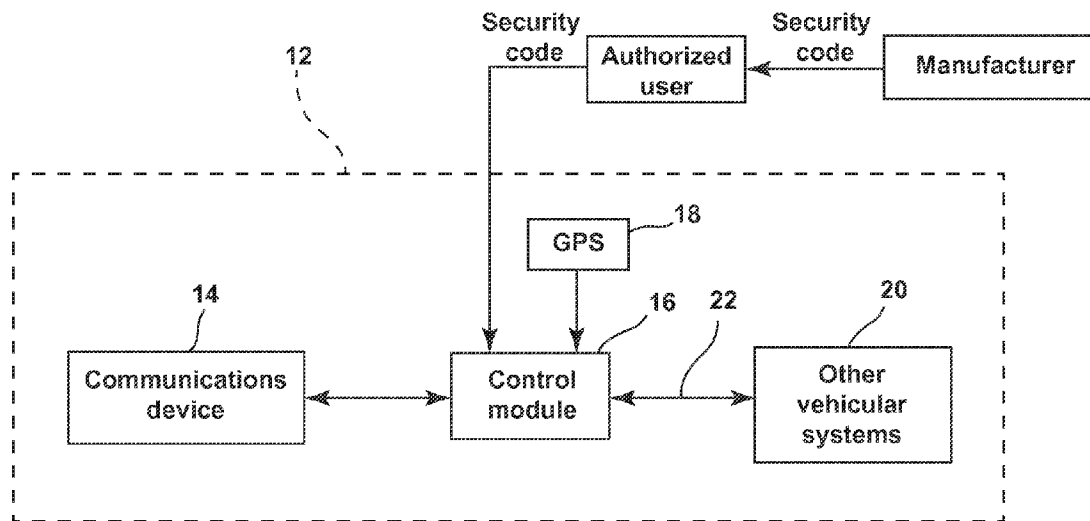 Security
code
Security
code
12
Authorized
user
Manufacturer
18
GPS
14
16
22
20
Communications
device
Control
module
Other
vehicular
systems